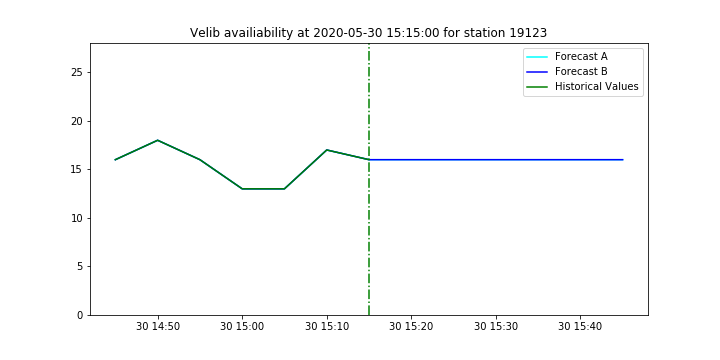 Velib availiability at 2020-05-30 15:15:00 for station 19123
Forecast A
Forecast B
Historical Values
25
20
15
10
5
0
30 14:50 30 15:00 30 15:10 30 15:20 30 15:30 30 15:40